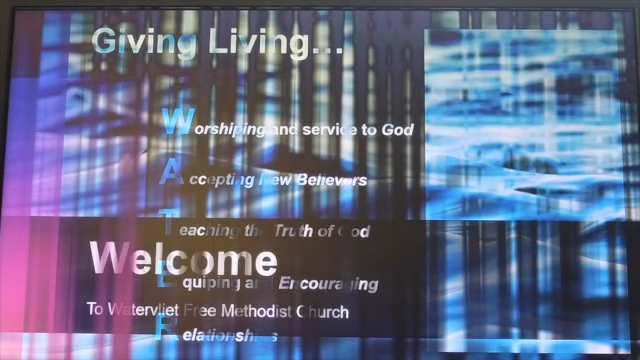 Giving Living...
Worshiping and service to God
Accepting New Believers
Teaching the Truth of God
Welcome
Equiping and Encouraging
To Watervliet Free Methodist Church
Relationships